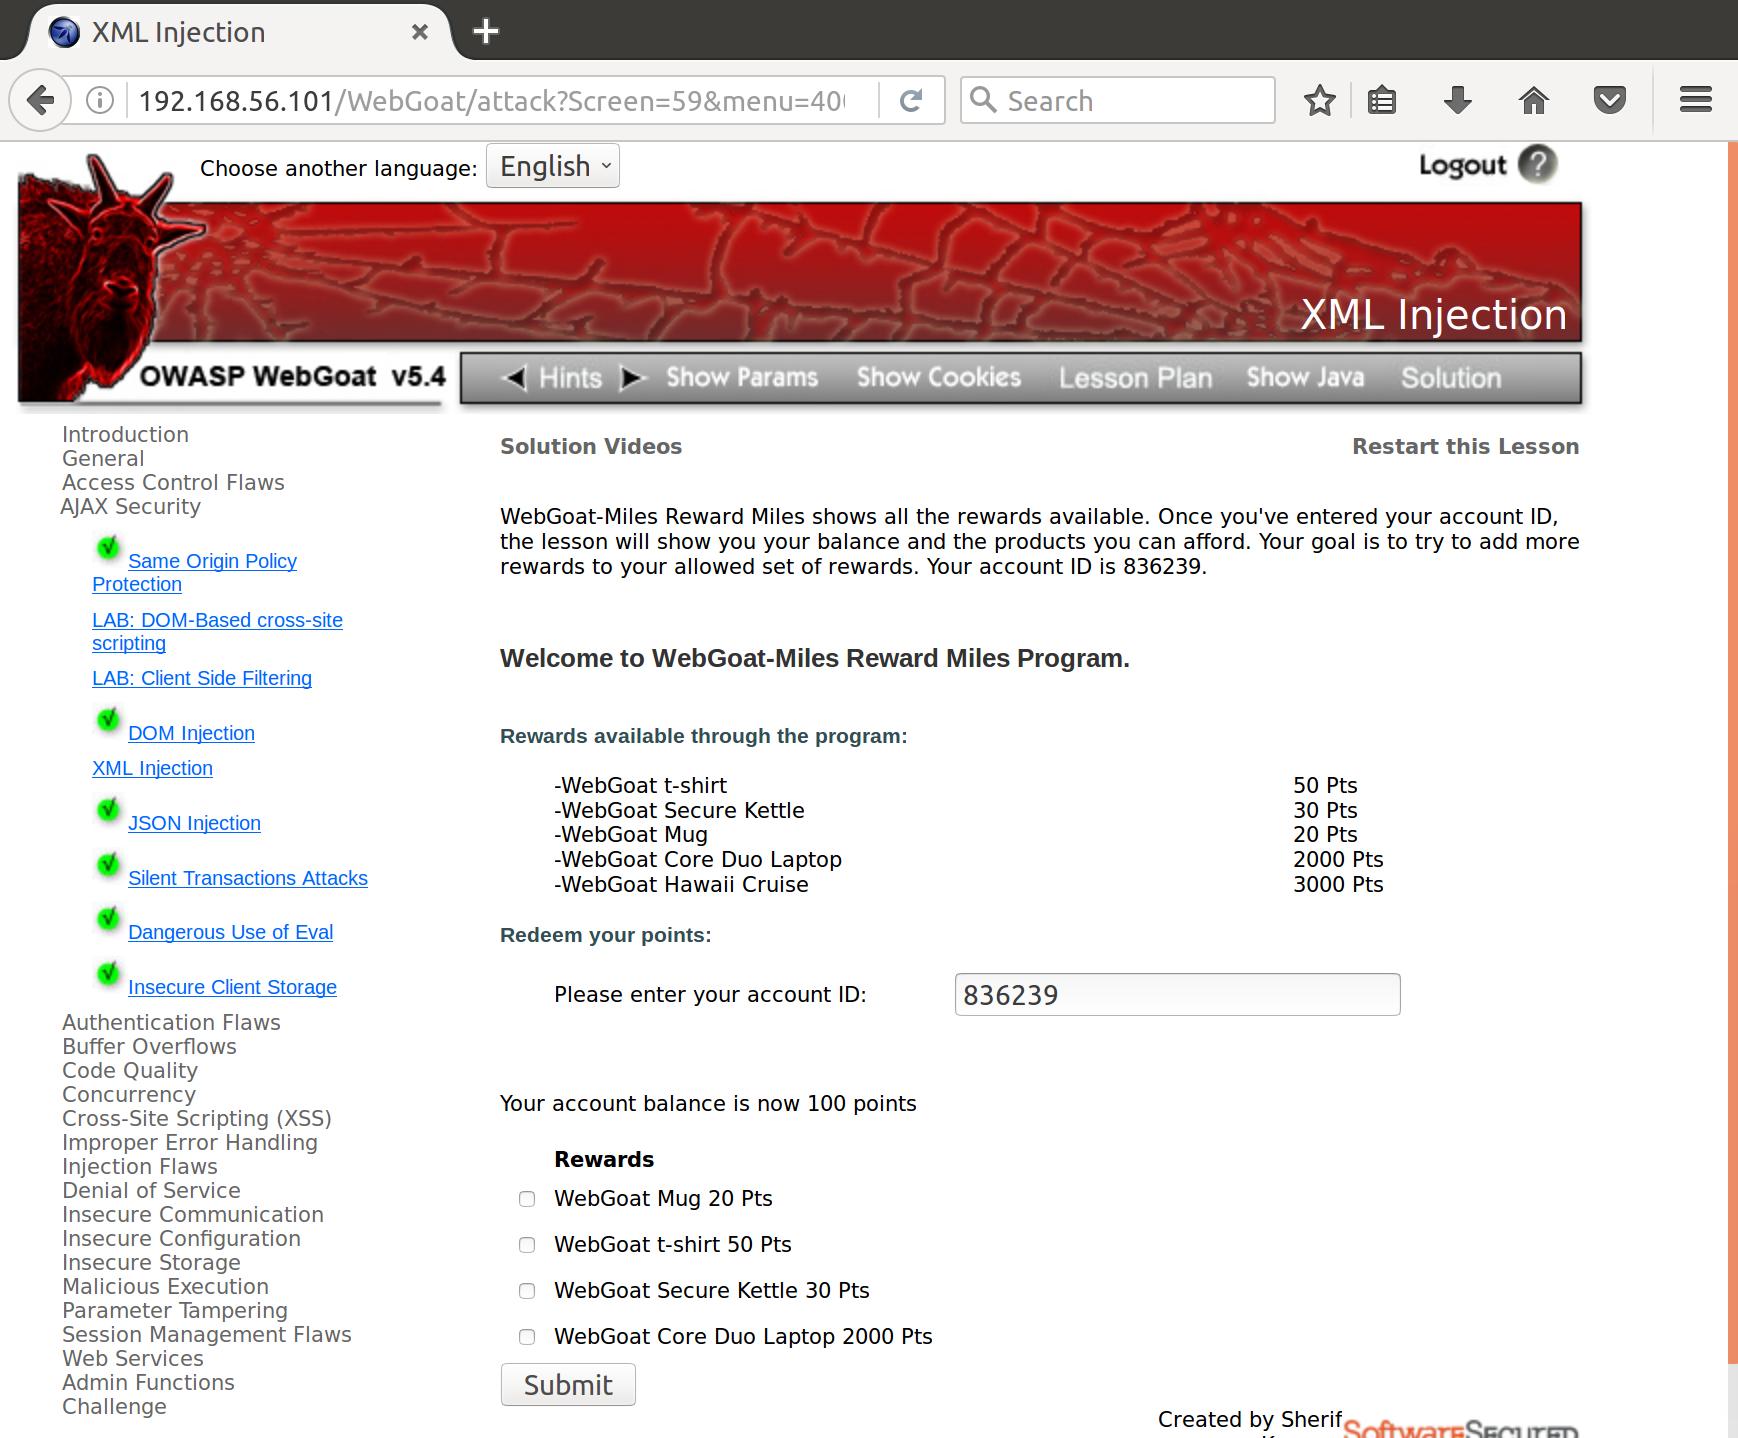 XML Injection
192.168.56.101/WebGoat/attack?Screen=59&menu=40
Search
Choose another language: English
Logout ?
XML Injection
OWASP WebGoat v5.4
Hints Show Params Show Cookies Lesson Plan Show Java Solution
Introduction
General
Access Control Flaws
AJAX Security
Same Origin Policy
Protection
LAB: DOM-Based cross-site
scripting
LAB: Client Side Filtering
DOM Injection
XML Injection
JSON Injection
Silent Transactions Attacks
Dangerous Use of Eval
Insecure Client Storage
Authentication Flaws
Buffer Overflows
Code Quality
Concurrency
Cross-Site Scripting (XSS)
Improper Error Handling
Injection Flaws
Denial of Service
Insecure Communication
Insecure Configuration
Insecure Storage
Malicious Execution
Parameter Tampering
Session Management Flaws
Web Services
Admin Functions
Challenge
Solution Videos
Restart this Lesson
WebGoat-Miles Reward Miles shows all the rewards available. Once you've entered your account ID,
the lesson will show you your balance and the products you can afford. Your goal is to try to add more
rewards to your allowed set of rewards. Your account ID is 836239.
Welcome to WebGoat-Miles Reward Miles Program.
Rewards available through the program:
-WebGoat t-shirt 50 Pts
-WebGoat Secure Kettle 30 Pts
-WebGoat Mug 20 Pts
-WebGoat Core Duo Laptop 2000 Pts
-WebGoat Hawaii Cruise 3000 Pts
Redeem your points:
Please enter your account ID: 836239
Your account balance is now 100 points
Rewards
WebGoat Mug 20 Pts
WebGoat t-shirt 50 Pts
WebGoat Secure Kettle 30 Pts
WebGoat Core Duo Laptop 2000 Pts
Submit
Created by Sherif
SoftwareSecured